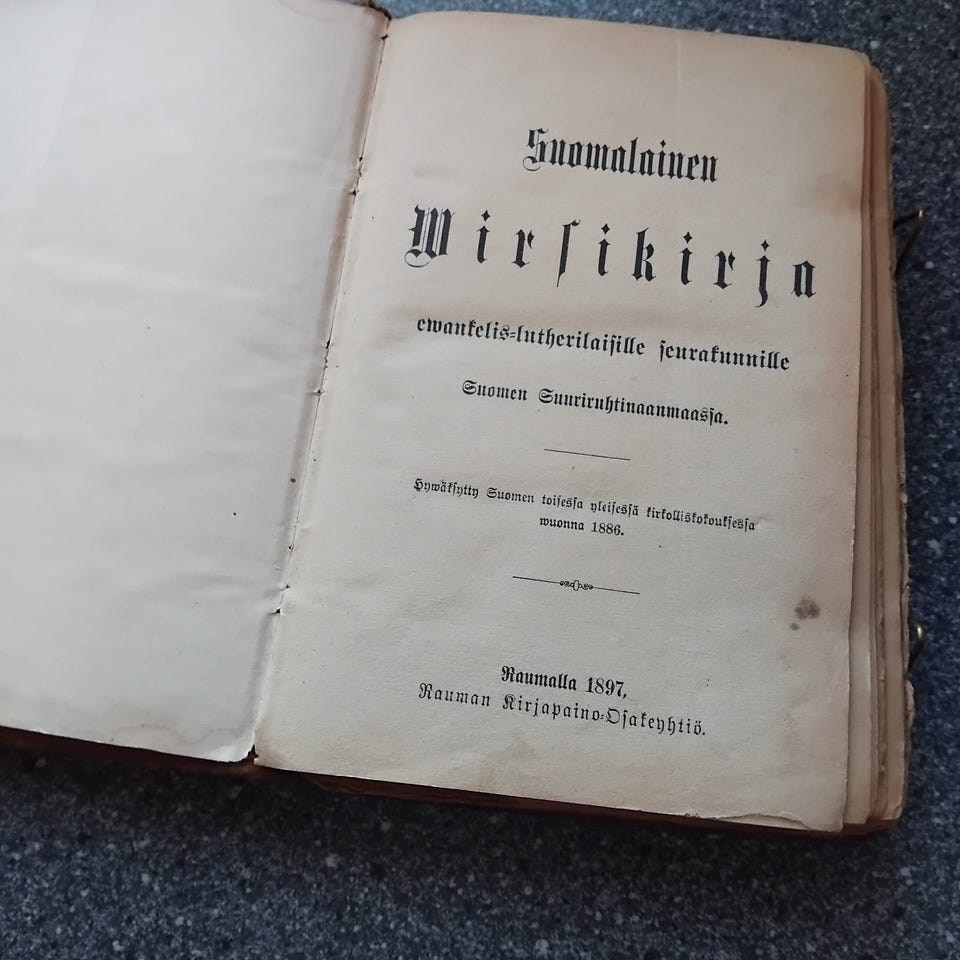 Suomalainen
Wirsikirja
ewankelis-lutherilaisille seurakunnille
Suomen Suuriruhtinaanmaassa.
Hywäksytty Suomen toisessa yleisessä kirkolliskokouksessa
wuonna 1886.
Raumalla 1897,
Rauman Kirjapaino-Osakeyhtiö.